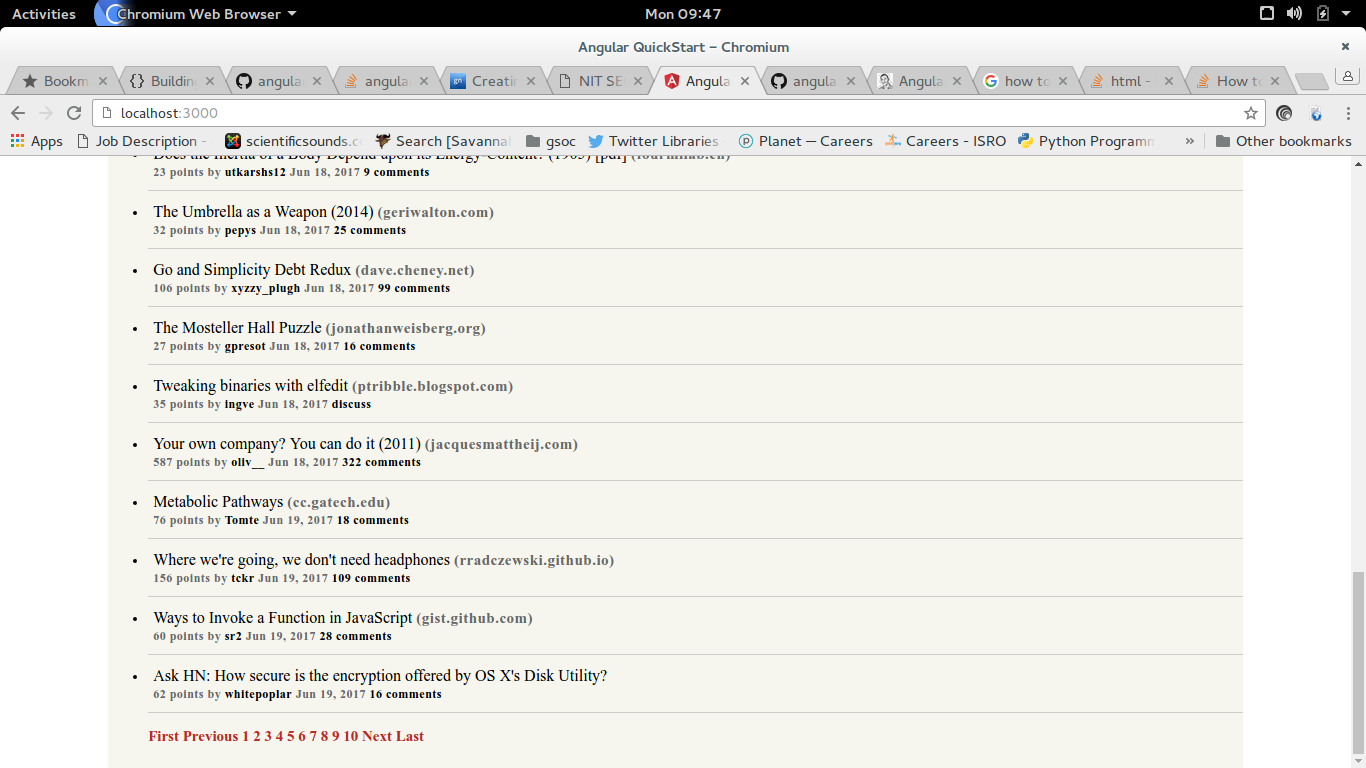 Activities Chromium Web Browser Mon 09:47
Angular QuickStart – Chromium
Bookm Buildin angula angula Creatin NIT SE Angula angula Angula how to html - How to
localhost:3000
Apps Job Description - scientificsounds.c Search [Savannah gsoc Twitter Libraries Planet — Careers Careers - ISRO Python Programm » Other bookmarks
Does the Inertia of a Body Depend upon its Energy-Content? (1905) [pdf] (fourmilab.ch)
23 points by utkarshs12 Jun 18, 2017 9 comments
• The Umbrella as a Weapon (2014) (geriwalton.com)
32 points by pepys Jun 18, 2017 25 comments
• Go and Simplicity Debt Redux (dave.cheney.net)
106 points by xyzzy_plugh Jun 18, 2017 99 comments
• The Mosteller Hall Puzzle (jonathanweisberg.org)
27 points by gpresot Jun 18, 2017 16 comments
• Tweaking binaries with elfedit (ptribble.blogspot.com)
35 points by ingve Jun 18, 2017 discuss
• Your own company? You can do it (2011) (jacquesmattheij.com)
587 points by oliv__ Jun 18, 2017 322 comments
• Metabolic Pathways (cc.gatech.edu)
76 points by Tomte Jun 19, 2017 18 comments
• Where we're going, we don't need headphones (rradczewski.github.io)
156 points by tckr Jun 19, 2017 109 comments
• Ways to Invoke a Function in JavaScript (gist.github.com)
60 points by sr2 Jun 19, 2017 28 comments
• Ask HN: How secure is the encryption offered by OS X's Disk Utility?
62 points by whitepoplar Jun 19, 2017 16 comments
First Previous 1 2 3 4 5 6 7 8 9 10 Next Last